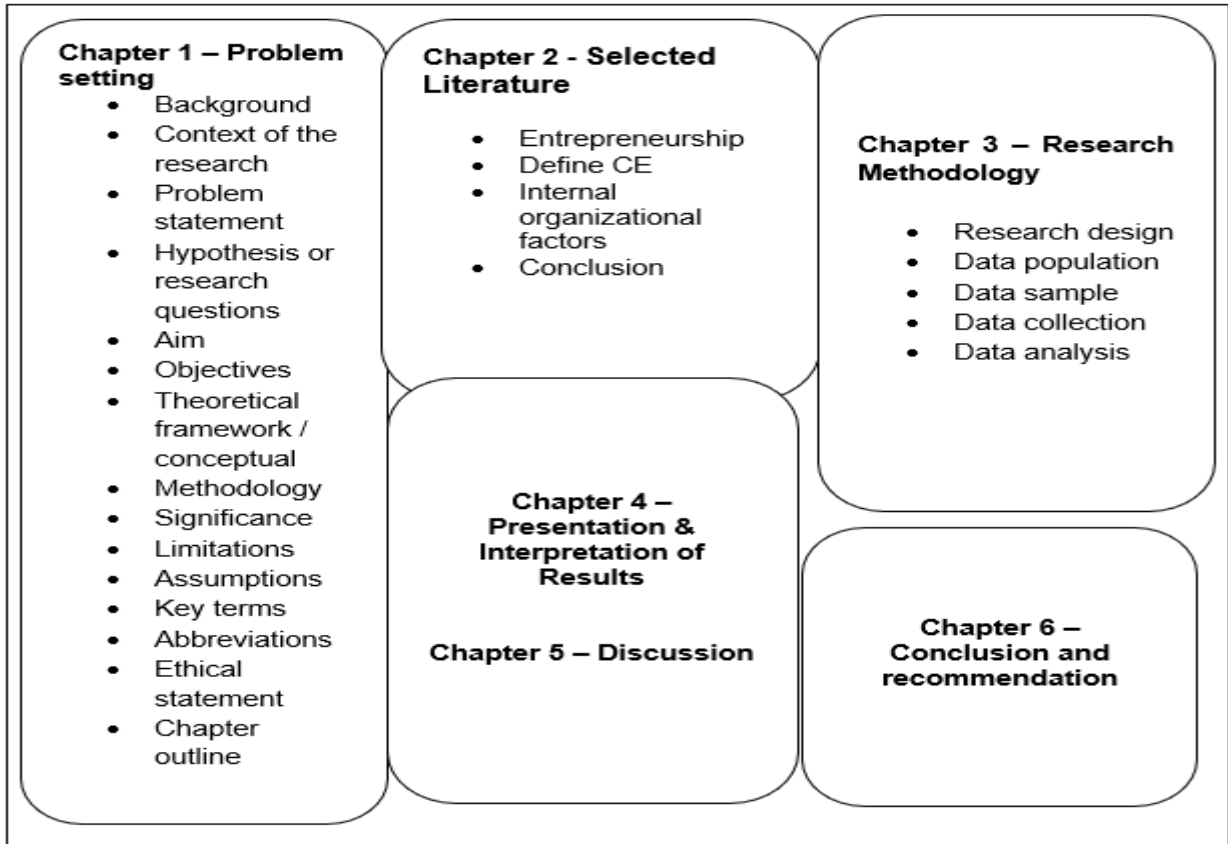 Chapter 1 – Problem
setting
• Background
• Context of the
research
• Problem
statement
• Hypothesis or
research
questions
• Aim
• Objectives
• Theoretical
framework /
conceptual
• Methodology
• Significance
• Limitations
• Assumptions
• Key terms
• Abbreviations
• Ethical
statement
• Chapter
outline
Chapter 2 - Selected
Literature
• Entrepreneurship
• Define CE
• Internal
organizational
factors
• Conclusion
Chapter 3 – Research
Methodology
• Research design
• Data population
• Data sample
• Data collection
• Data analysis
Chapter 4 –
Presentation &
Interpretation of
Results
Chapter 5 – Discussion
Chapter 6 –
Conclusion and
recommendation